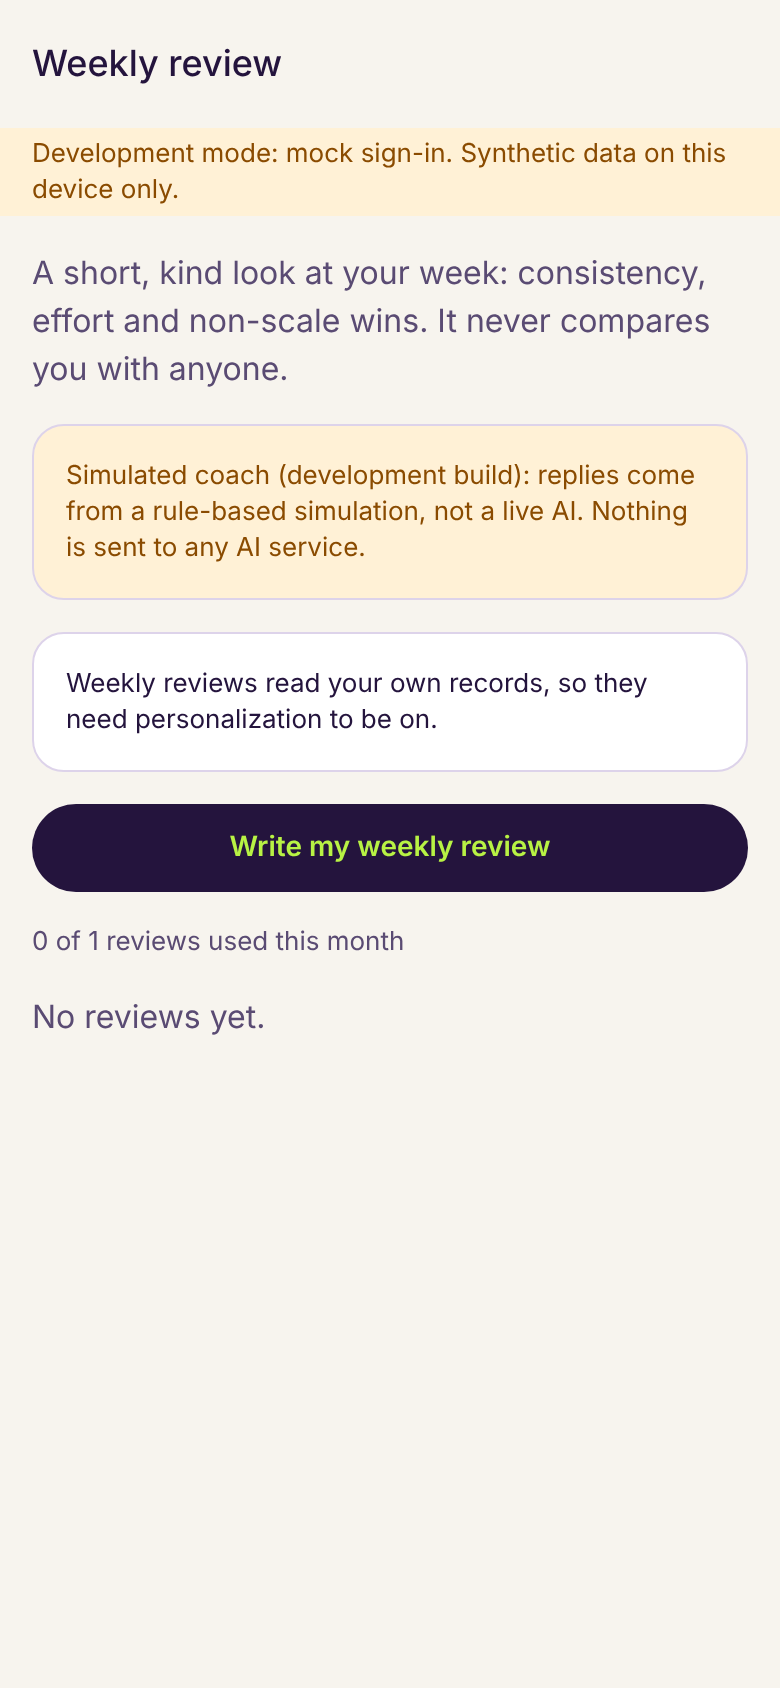 Weekly review
Development mode: mock sign-in. Synthetic data on this
device only.
A short, kind look at your week: consistency,
effort and non-scale wins. It never compares
you with anyone.
Simulated coach (development build): replies come
from a rule-based simulation, not a live AI. Nothing
is sent to any AI service.
Weekly reviews read your own records, so they
need personalization to be on.
Write my weekly review
0 of 1 reviews used this month
No reviews yet.